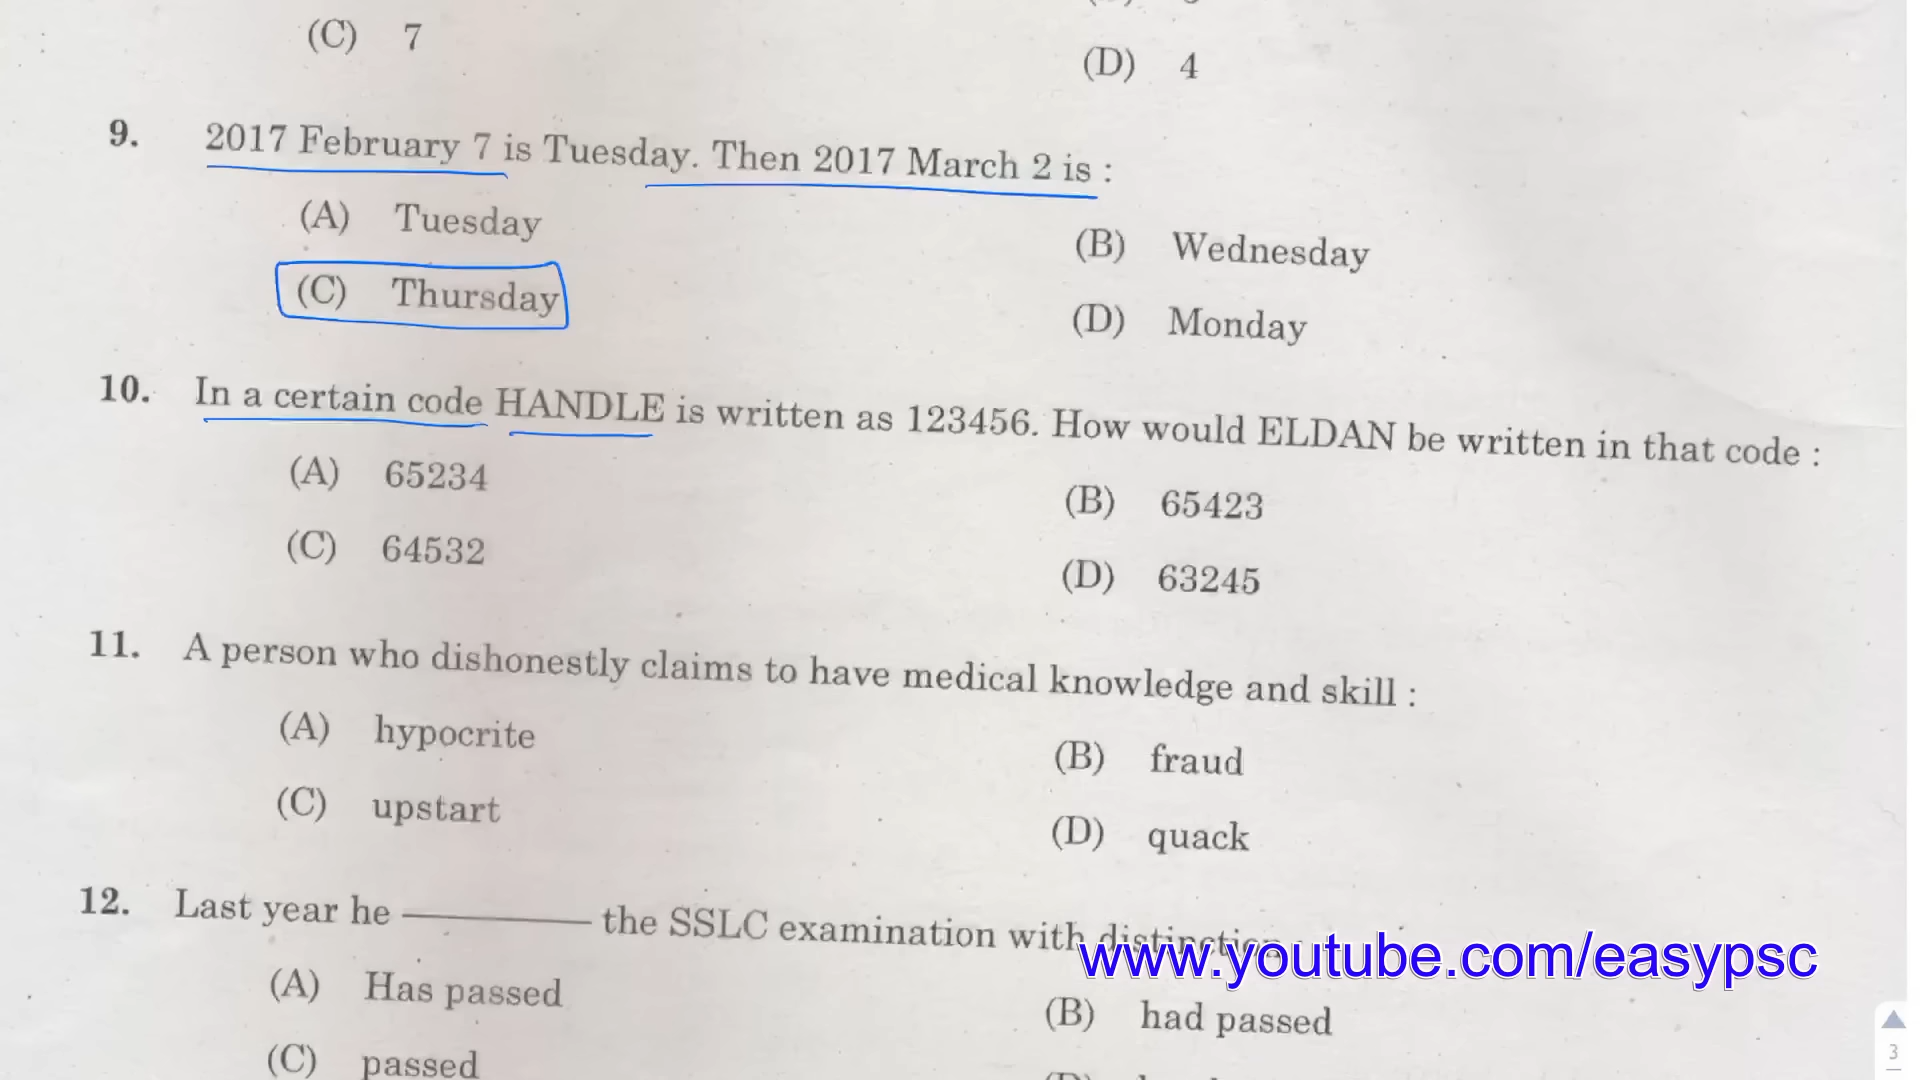 (C) 7
(D) 4
9. 2017 February 7 is Tuesday. Then 2017 March 2 is :
(A) Tuesday
(B) Wednesday
(C) Thursday
(D) Monday
10. In a certain code HANDLE is written as 123456. How would ELDAN be written in that code :
(A) 65234
(B) 65423
(C) 64532
(D) 63245
11. A person who dishonestly claims to have medical knowledge and skill :
(A) hypocrite
(B) fraud
(C) upstart
(D) quack
12. Last year he ———— the SSLC examination with distinction
www.youtube.com/easypsc
(A) Has passed
(B) had passed
(C) passed
3